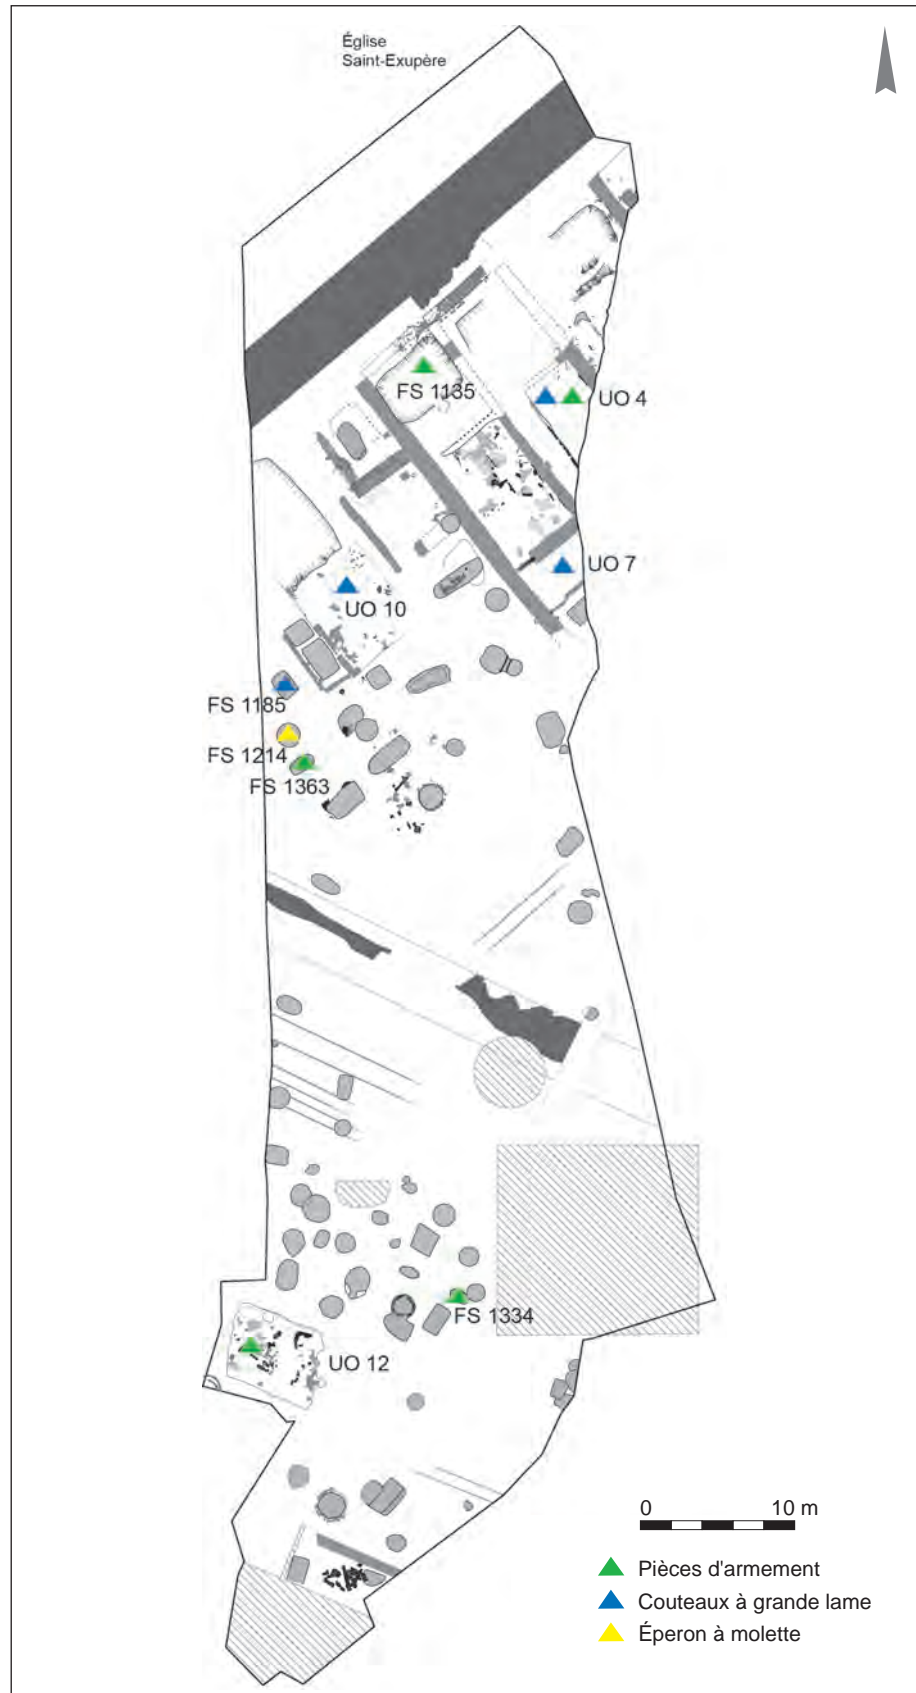 Église
Saint-Exupère
FS 1135
UO 4
UO 7
UO 10
FS 1185
FS 1214
FS 1363
FS 1334
UO 12
0 10 m
Pièces d'armement
Couteaux à grande lame
Éperon à molette